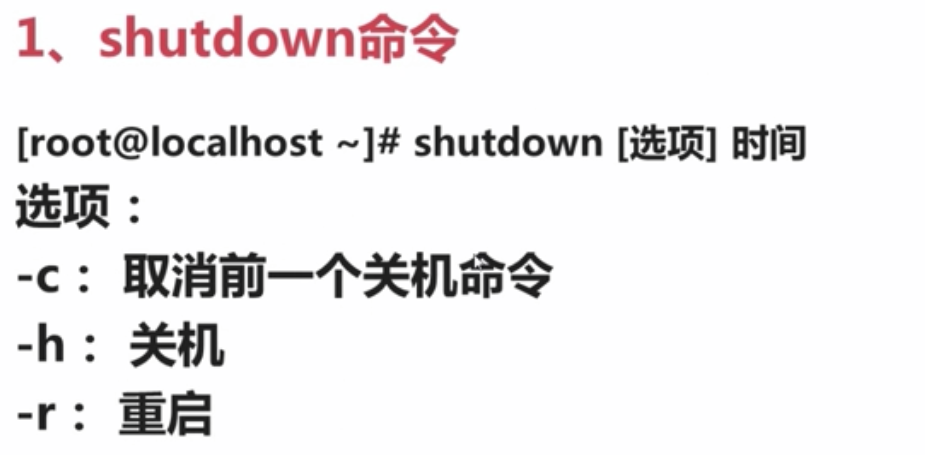 1、shutdown命令
[root@localhost ~]# shutdown [选项] 时间
选项：
-c： 取消前一个关机命令
-h： 关机
-r： 重启